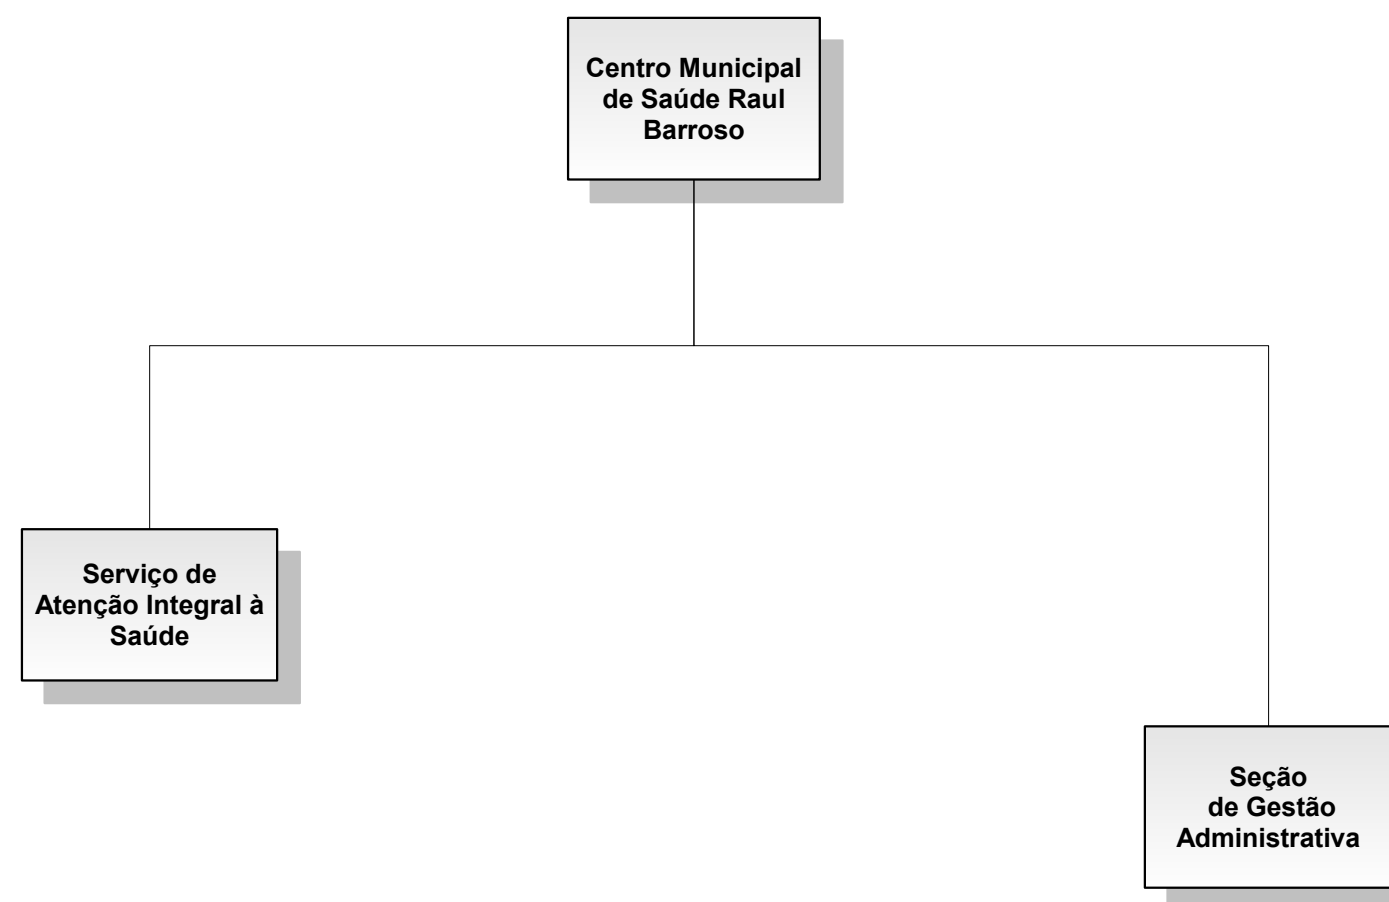 Centro Municipal
de Saúde Raul
Barroso
Serviço de
Atenção Integral à
Saúde
Seção
de Gestão
Administrativa